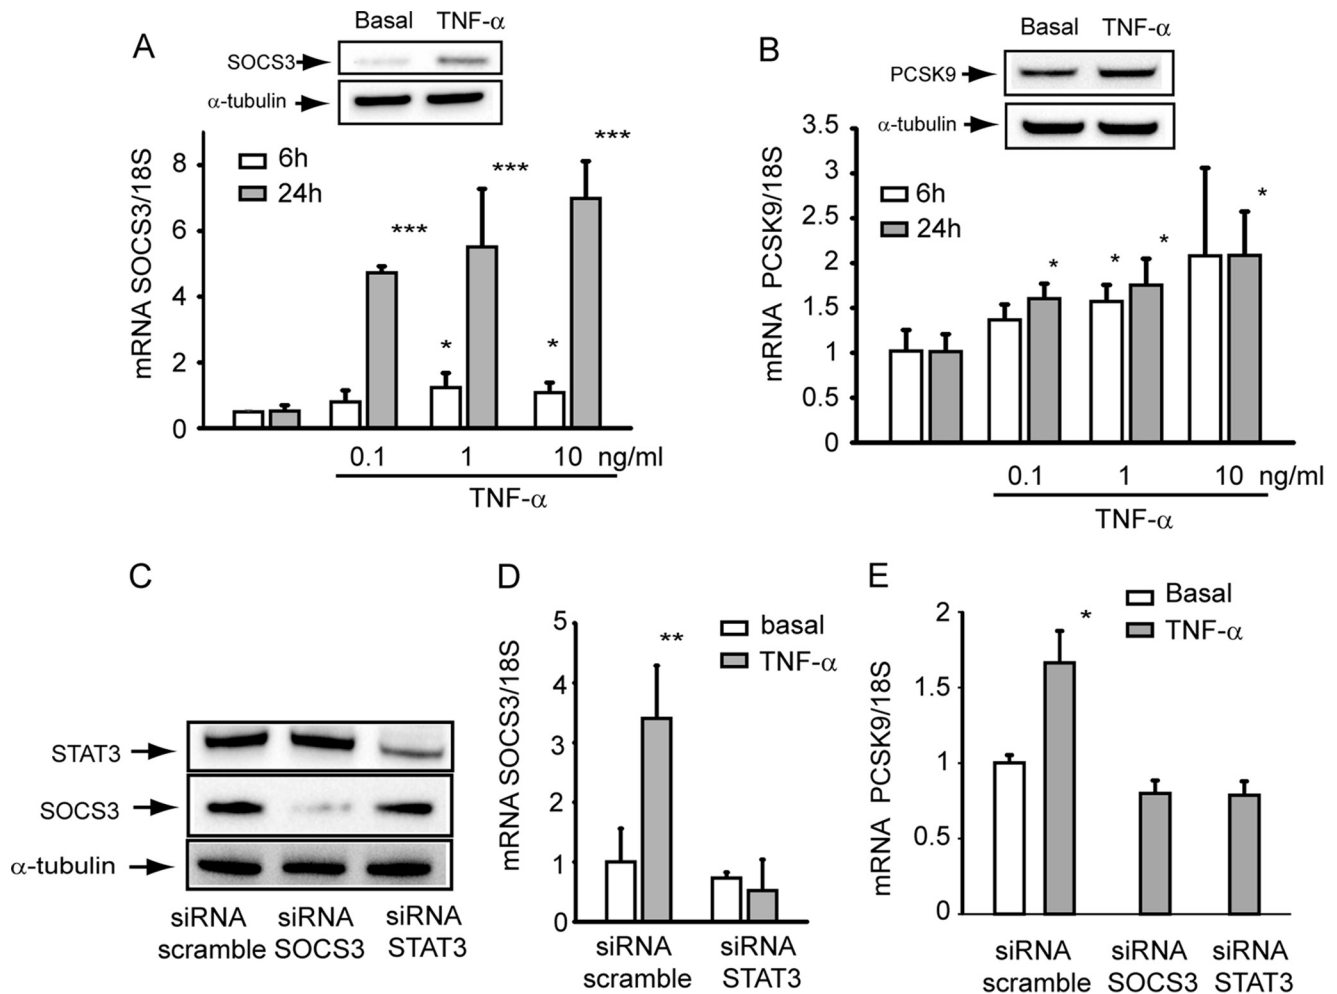 A
Basal TNF-α
SOCS3
α-tubulin
mRNA SOCS3/18S
8
6
4
2
0
6h
24h
***
***
***
*
*
0.1 1 10 ng/ml
TNF-α
B
Basal TNF-α
PCSK9
α-tubulin
mRNA PCSK9/18S
3.5
3
2.5
2
1.5
1
0.5
0
6h
24h
*
*
*
*
0.1 1 10 ng/ml
TNF-α
C
STAT3
SOCS3
α-tubulin
siRNA siRNA siRNA
scramble SOCS3 STAT3
D
mRNA SOCS3/18S
5
4
3
2
1
0
**
basal
TNF-α
siRNA siRNA
scramble STAT3
E
mRNA PCSK9/18S
2
1.5
1
0.5
0
*
Basal
TNF-α
siRNA siRNA siRNA
scramble SOCS3 STAT3